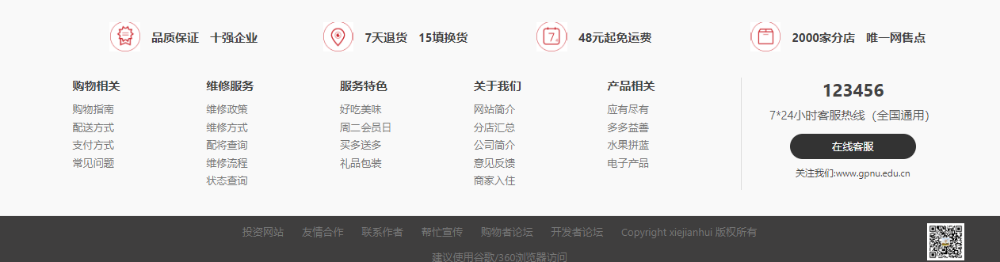 品质保证 十强企业
7天退货 15填换货
48元起免运费
2000家分店 唯一网售点
购物相关
购物指南
配送方式
支付方式
常见问题
维修服务
维修政策
维修方式
配将查询
维修流程
状态查询
服务特色
好吃美味
周二会员日
买多送多
礼品包装
关于我们
网站简介
分店汇总
公司简介
意见反馈
商家入住
产品相关
应有尽有
多多益善
水果拼蓝
电子产品
123456
7*24小时客服热线（全国通用）
在线客服
关注我们:www.gpnu.edu.cn
投资网站 友情合作 联系作者 帮忙宣传 购物者论坛 开发者论坛 Copyright xiejianhui 版权所有
建议使用谷歌/360浏览器访问